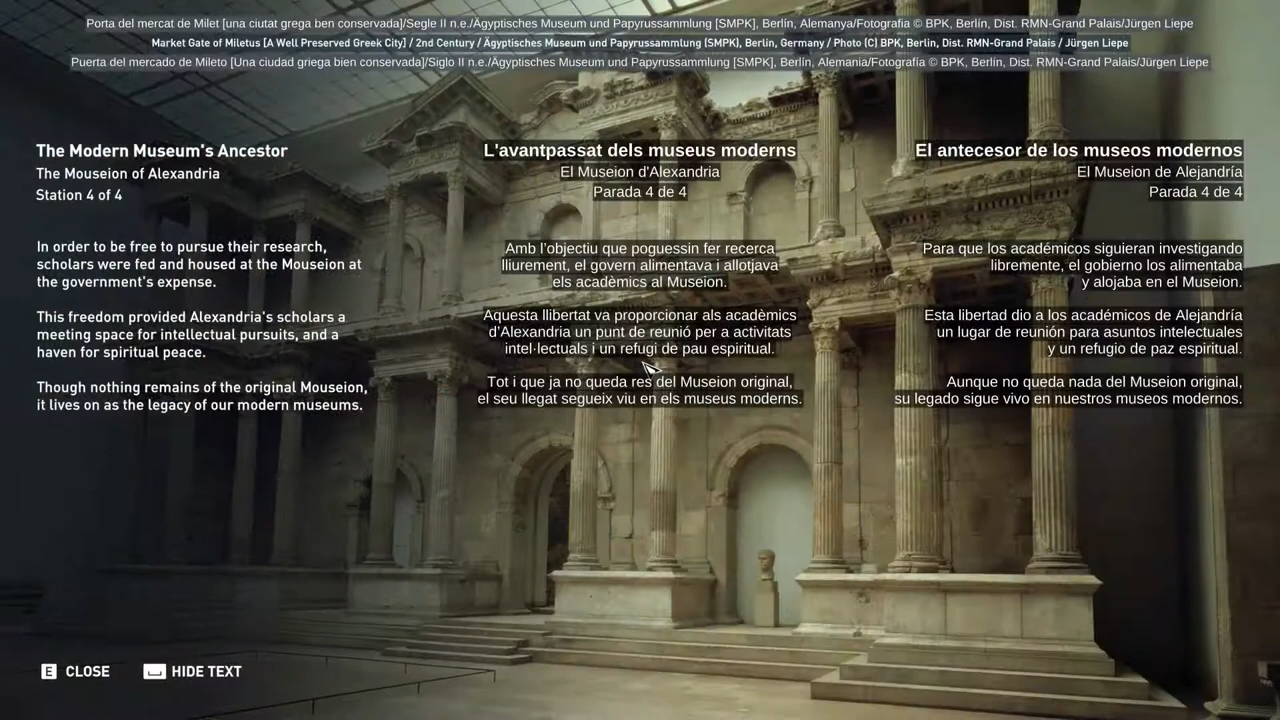 Porta del mercat de Milet [una ciutat grega ben conservada]/Segle II n.e./Ägyptisches Museum und Papyrussammlung [SMPK], Berlín, Alemanya/Fotografia © BPK, Berlín, Dist. RMN-Grand Palais/Jürgen Liepe
Market Gate of Miletus [A Well Preserved Greek City] / 2nd Century / Ägyptisches Museum und Papyrussammlung [SMPK], Berlin, Germany / Photo (C) BPK, Berlin, Dist. RMN-Grand Palais / Jürgen Liepe
Puerta del mercado de Mileto [Una ciudad griega bien conservada]/Siglo II n.e./Ägyptisches Museum und Papyrussammlung [SMPK], Berlín, Alemania/Fotografía © BPK, Berlín, Dist. RMN-Grand Palais/Jürgen Liepe
The Modern Museum's Ancestor
The Mouseion of Alexandria
Station 4 of 4
In order to be free to pursue their research,
scholars were fed and housed at the Mouseion at
the government's expense.
This freedom provided Alexandria's scholars a
meeting space for intellectual pursuits, and a
haven for spiritual peace.
Though nothing remains of the original Mouseion,
it lives on as the legacy of our modern museums.
L'avantpassat dels museus moderns
El Museion d'Alexandria
Parada 4 de 4
Amb l'objectiu que poguessin fer recerca
lliurement, el govern alimentava i allotjava
els acadèmics al Museion.
Aquesta llibertat va proporcionar als acadèmics
d'Alexandria un punt de reunió per a activitats
intel·lectuals i un refugi de pau espiritual.
Tot i que ja no queda res del Museion original,
el seu llegat segueix viu en els museus moderns.
El antecesor de los museos modernos
El Museion de Alejandría
Parada 4 de 4
Para que los académicos siguieran investigando
libremente, el gobierno los alimentaba
y alojaba en el Museion.
Esta libertad dio a los académicos de Alejandría
un lugar de reunión para asuntos intelectuales
y un refugio de paz espiritual.
Aunque no queda nada del Museion original,
su legado sigue vivo en nuestros museos modernos.
E CLOSE
HIDE TEXT